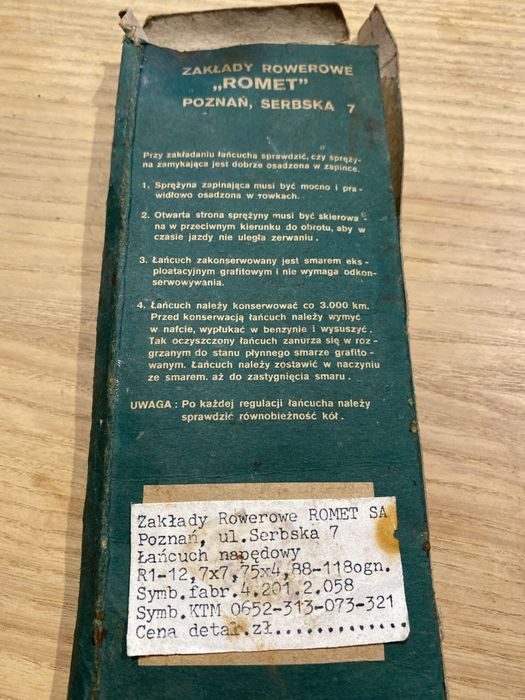 ZAKŁADY ROWEROWE
„ROMET”
POZNAŃ, SERBSKA 7
Przy zakładaniu łańcucha sprawdzić, czy spręży-
na zamykająca jest dobrze osadzona w zapince.
1. Sprężyna zapinająca musi być mocno i pra-
widłowo osadzona w rowkach.
2. Otwarta strona sprężyny musi być skierowa
na w przeciwnym kierunku do obrotu, aby w
czasie jazdy nie uległa zerwaniu.
3. Łańcuch zakonserwowany jest smarem eks-
ploatacyjnym grafitowym i nie wymaga odkon-
serwowywania.
4. Łańcuch należy konserwować co 3.000 km.
Przed konserwacją łańcuch należy wymyć
w nafcie, wypłukać w benzynie i wysuszyć.
Tak oczyszczony łańcuch zanurza się w roz-
grzanym do stanu płynnego smarze grafito-
wanym. Łańcuch należy zostawić w naczyniu
ze smarem. aż do zastygnięcia smaru.
UWAGA: Po każdej regulacji łańcucha należy
sprawdzić równobieżność kół.
Zakłady Rowerowe ROMET SA
Poznań, ul.Serbska 7
Łańcuch napędowy
R1-12,7x7,75x4,88-118ogn.
Symb.fabr.4.201.2.058
Symb.KTM 0652-313-073-321
Cena detal.zł.............